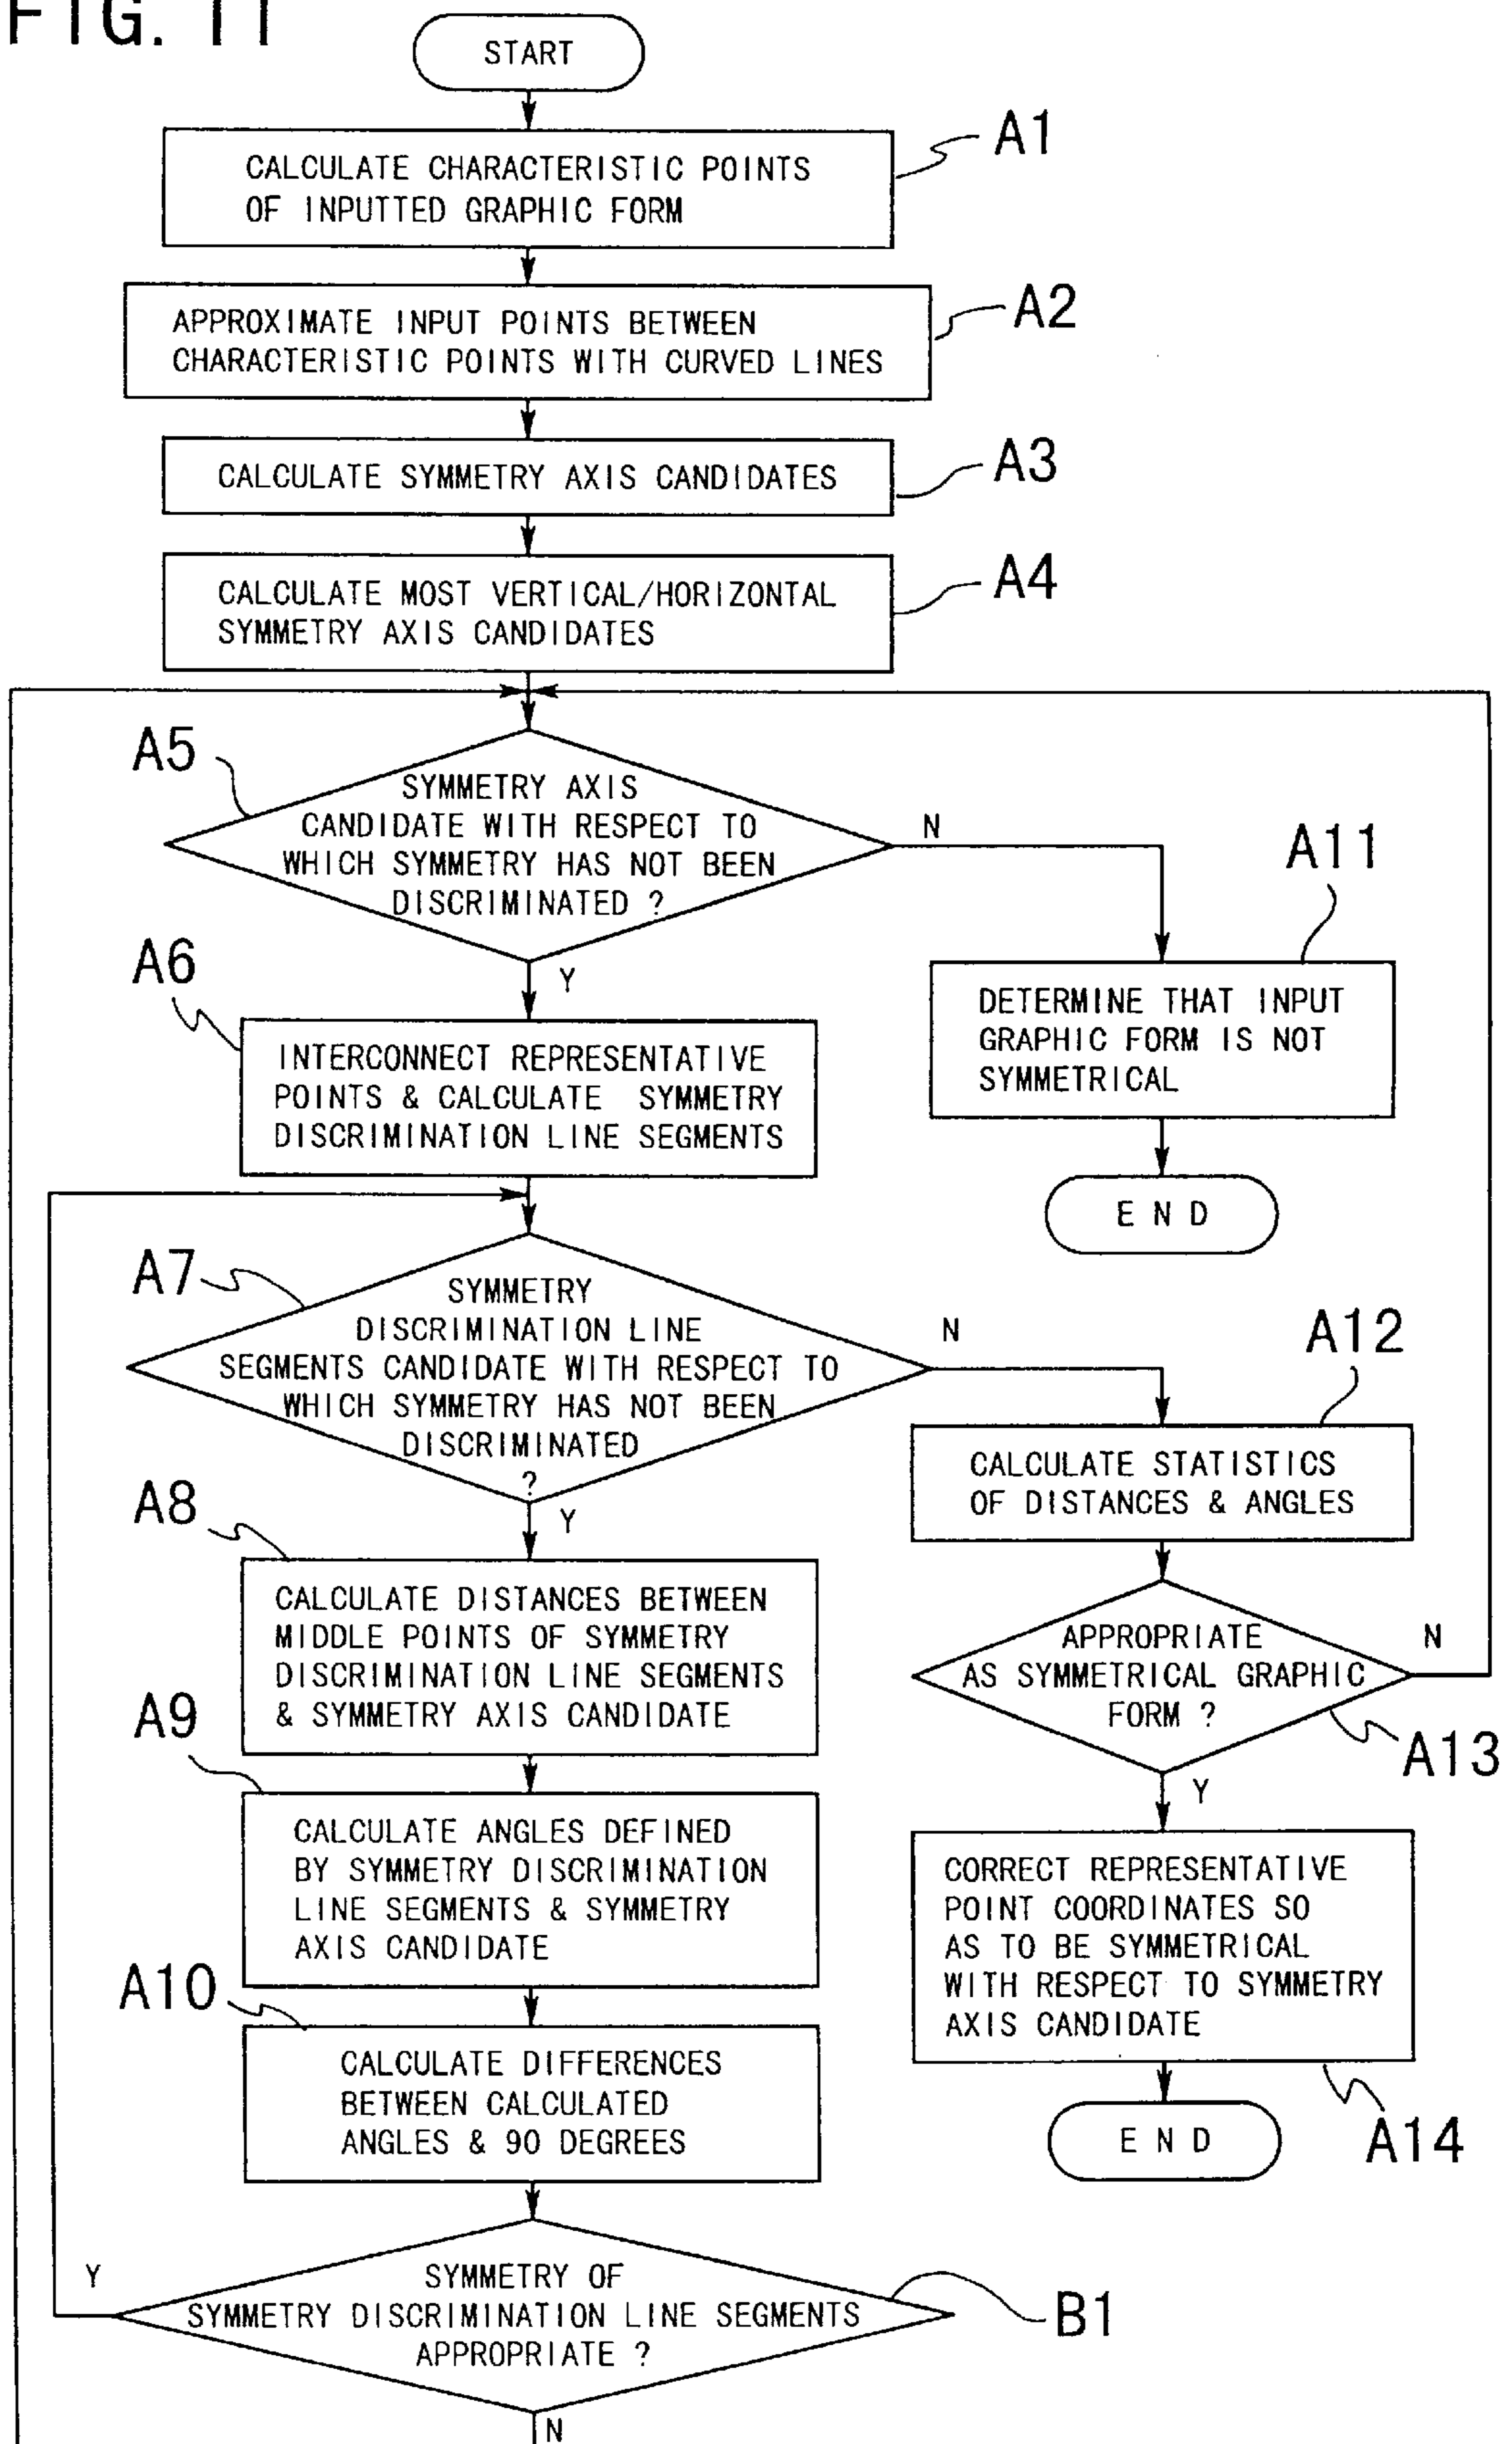 FIG. 11
START
A1
CALCULATE CHARACTERISTIC POINTS
OF INPUTTED GRAPHIC FORM
A2
APPROXIMATE INPUT POINTS BETWEEN
CHARACTERISTIC POINTS WITH CURVED LINES
A3
CALCULATE SYMMETRY AXIS CANDIDATES
A4
CALCULATE MOST VERTICAL/HORIZONTAL
SYMMETRY AXIS CANDIDATES
A5
SYMMETRY AXIS
CANDIDATE WITH RESPECT TO
WHICH SYMMETRY HAS NOT BEEN
DISCRIMINATED ?
N
Y
A11
DETERMINE THAT INPUT
GRAPHIC FORM IS NOT
SYMMETRICAL
END
A6
INTERCONNECT REPRESENTATIVE
POINTS & CALCULATE SYMMETRY
DISCRIMINATION LINE SEGMENTS
A7
SYMMETRY
DISCRIMINATION LINE
SEGMENTS CANDIDATE WITH RESPECT TO
WHICH SYMMETRY HAS NOT BEEN
DISCRIMINATED
?
N
Y
A12
CALCULATE STATISTICS
OF DISTANCES & ANGLES
A8
CALCULATE DISTANCES BETWEEN
MIDDLE POINTS OF SYMMETRY
DISCRIMINATION LINE SEGMENTS
& SYMMETRY AXIS CANDIDATE
APPROPRIATE
AS SYMMETRICAL GRAPHIC
FORM ?
N
A13
Y
A9
CALCULATE ANGLES DEFINED
BY SYMMETRY DISCRIMINATION
LINE SEGMENTS & SYMMETRY
AXIS CANDIDATE
CORRECT REPRESENTATIVE
POINT COORDINATES SO
AS TO BE SYMMETRICAL
WITH RESPECT TO SYMMETRY
AXIS CANDIDATE
A14
END
A10
CALCULATE DIFFERENCES
BETWEEN CALCULATED
ANGLES & 90 DEGREES
Y
SYMMETRY OF
SYMMETRY DISCRIMINATION LINE SEGMENTS
APPROPRIATE ?
B1
N